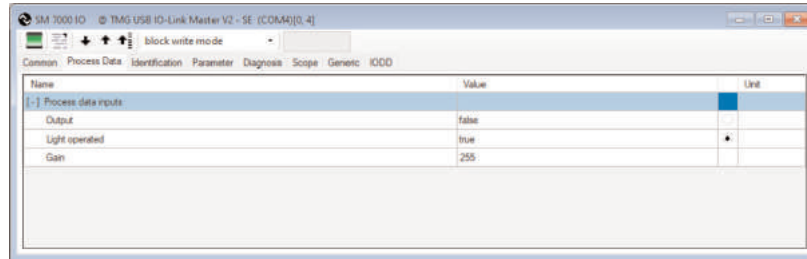 SM 7000 IO @ TMG USB IO-Link Master V2 - SE (COM4)[0, 4]
block write mode
Common Process Data Identification Parameter Diagnosis Scope Generic IODD
Name Value Unit
[-] Process data inputs
Output false
Light operated true
Gain 255